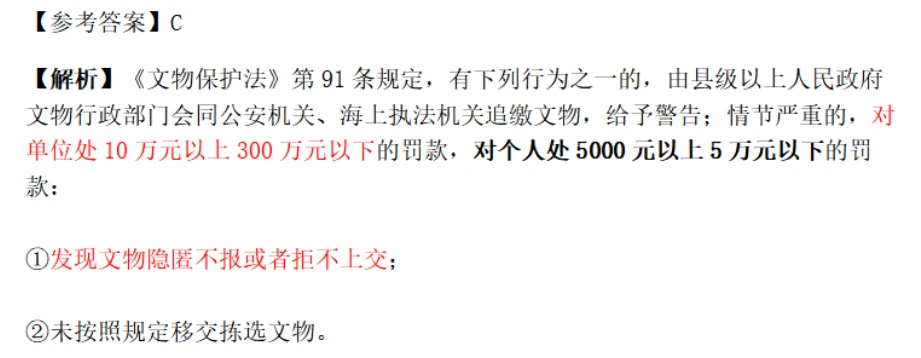 【参考答案】C
【解析】《文物保护法》第 91 条规定，有下列行为之一的，由县级以上人民政府
文物行政部门会同公安机关、海上执法机关追缴文物，给予警告；情节严重的，对
单位处 10 万元以上 300 万元以下的罚款，对个人处 5000 元以上 5 万元以下的罚
款：
①发现文物隐匿不报或者拒不上交；
②未按照规定移交拣选文物。